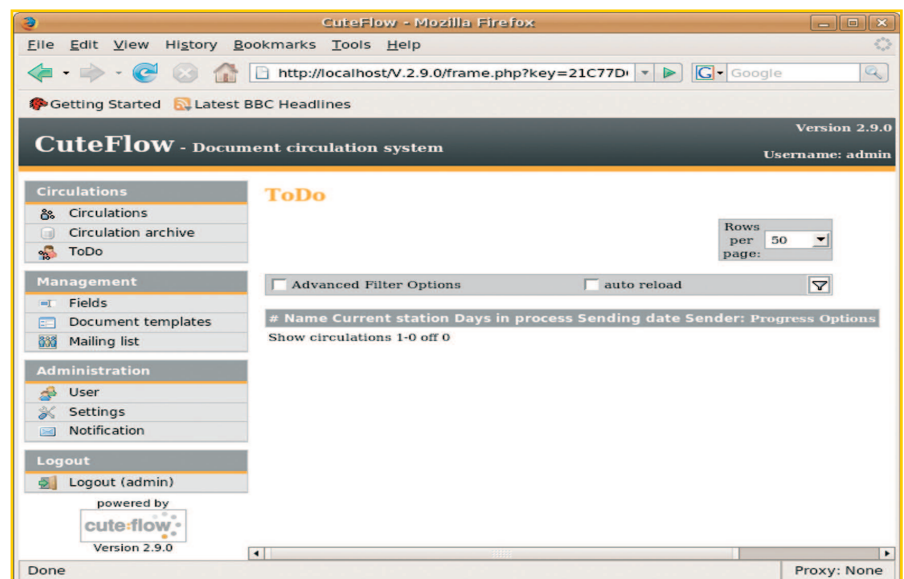 CuteFlow - Mozilla Firefox
File Edit View History Bookmarks Tools Help
http://localhost/V.2.9.0/frame.php?key=21C77D
Google
Getting Started Latest BBC Headlines
CuteFlow - Document circulation system
Version 2.9.0
Username: admin
Circulations
Circulations
Circulation archive
ToDo
Management
Fields
Document templates
Mailing list
Administration
User
Settings
Notification
Logout
Logout (admin)
powered by
cute:flow
Version 2.9.0
ToDo
Rows
per
page:
50
Advanced Filter Options
auto reload
# Name Current station Days in process Sending date Sender: Progress Options
Show circulations 1-0 off 0
Done
Proxy: None